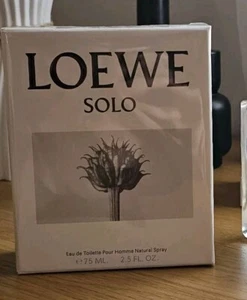 LOEWE
SOLO
Eau de Toilette Pour Homme Natural Spray
e 75 ML. 2.5 FL. OZ.